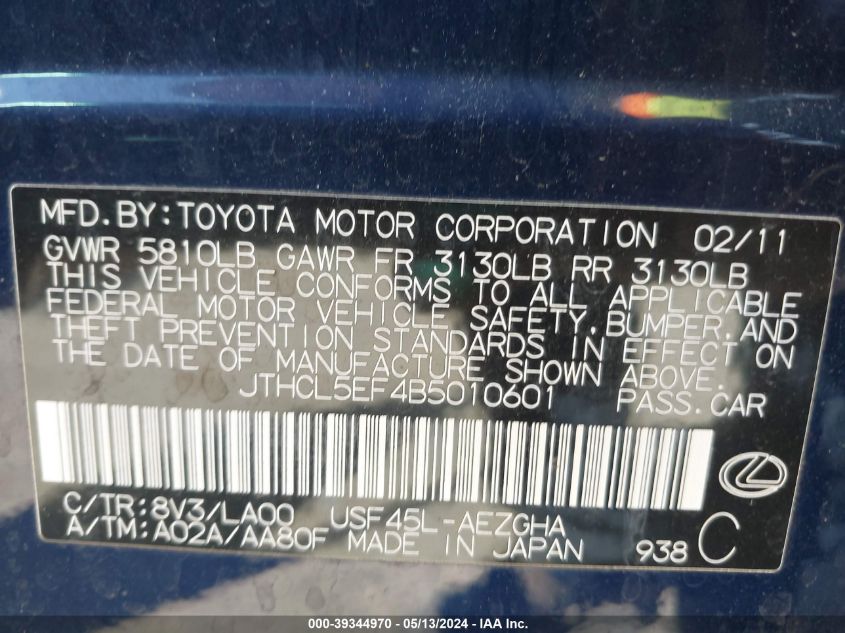 MFD.BY:TOYOTA MOTOR CORPORATION 02/11
GVWR 5810LB GAWR FR 3130LB RR 3130LB
THIS VEHICLE CONFORMS TO ALL APPLICABLE
FEDERAL MOTOR VEHICLE SAFETY,BUMPER,AND
THEFT PREVENTION STANDARDS IN EFFECT ON
THE DATE OF MANUFACTURE SHOWN ABOVE.
JTHCL5EF4B5010601 PASS.CAR
C/TR:8V3/LA00 USF45L-AEZGHA
A/TM:A02A/AA80F MADE IN JAPAN 938 C
000-39344970 / 05/13/2024 - IAA Inc.